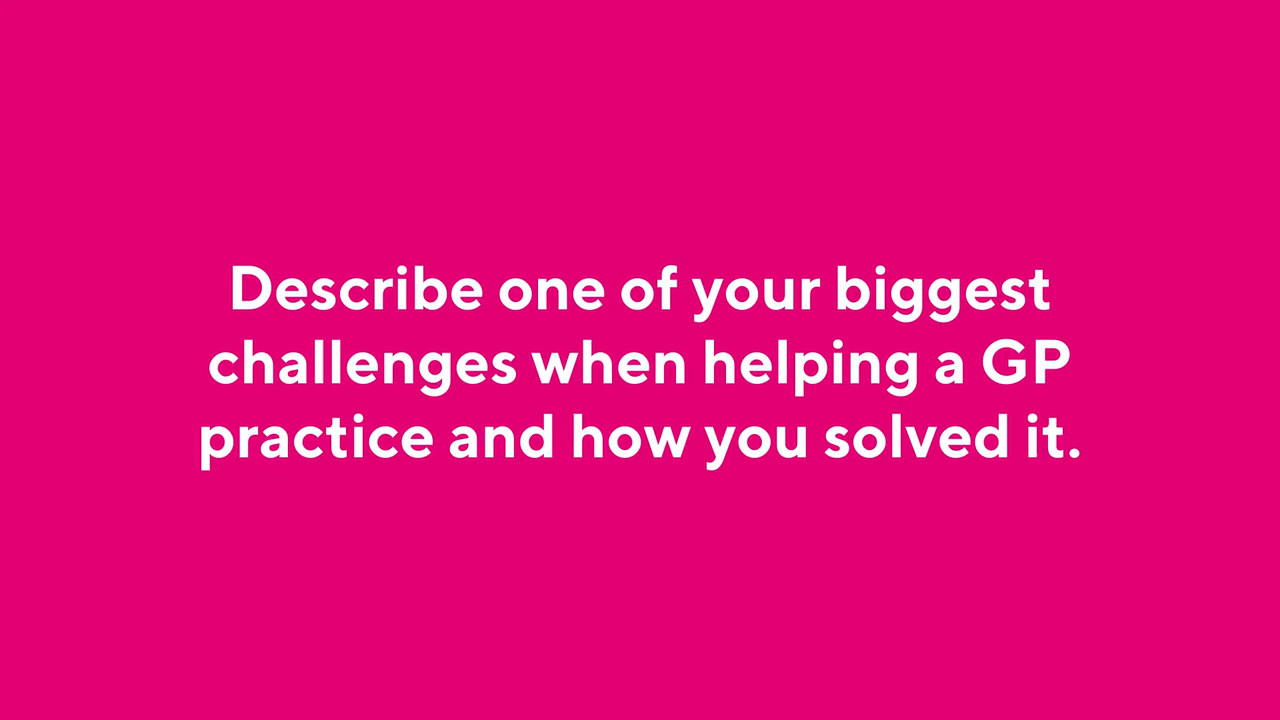 Describe one of your biggest
challenges when helping a GP
practice and how you solved it.